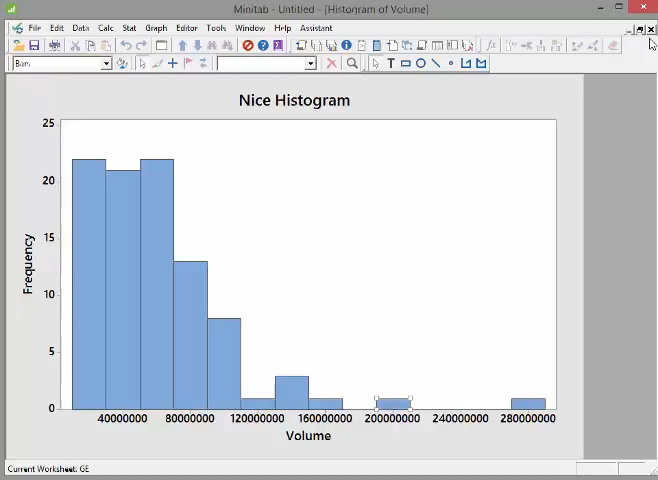 Minitab - Untitled - [Histogram of Volume]
File Edit Data Calc Stat Graph Editor Tools Window Help Assistant
Bars
Nice Histogram
25
20
15
10
5
0
Frequency
40000000 80000000 120000000 160000000 200000000 240000000 280000000
Volume
Current Worksheet: GE